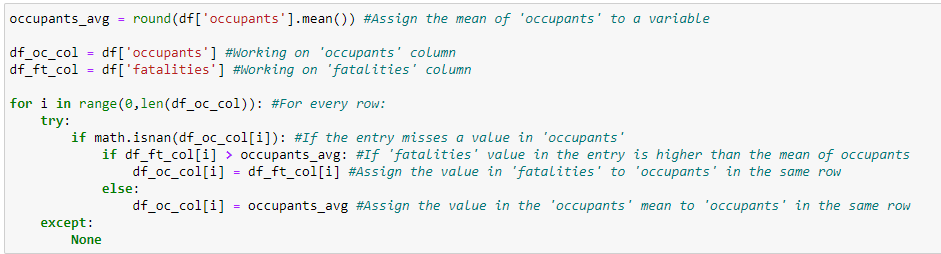 occupants_avg = round(df['occupants'].mean()) #Assign the mean of 'occupants' to a variable
df_oc_col = df['occupants'] #Working on 'occupants' column
df_ft_col = df['fatalities'] #Working on 'fatalities' column
for i in range(0,len(df_oc_col)): #For every row:
    try:
        if math.isnan(df_oc_col[i]): #If the entry misses a value in 'occupants'
            if df_ft_col[i] > occupants_avg: #If 'fatalities' value in the entry is higher than the mean of occupants
                df_oc_col[i] = df_ft_col[i] #Assign the value in 'fatalities' to 'occupants' in the same row
            else:
                df_oc_col[i] = occupants_avg #Assign the value in the 'occupants' mean to 'occupants' in the same row
    except:
        None